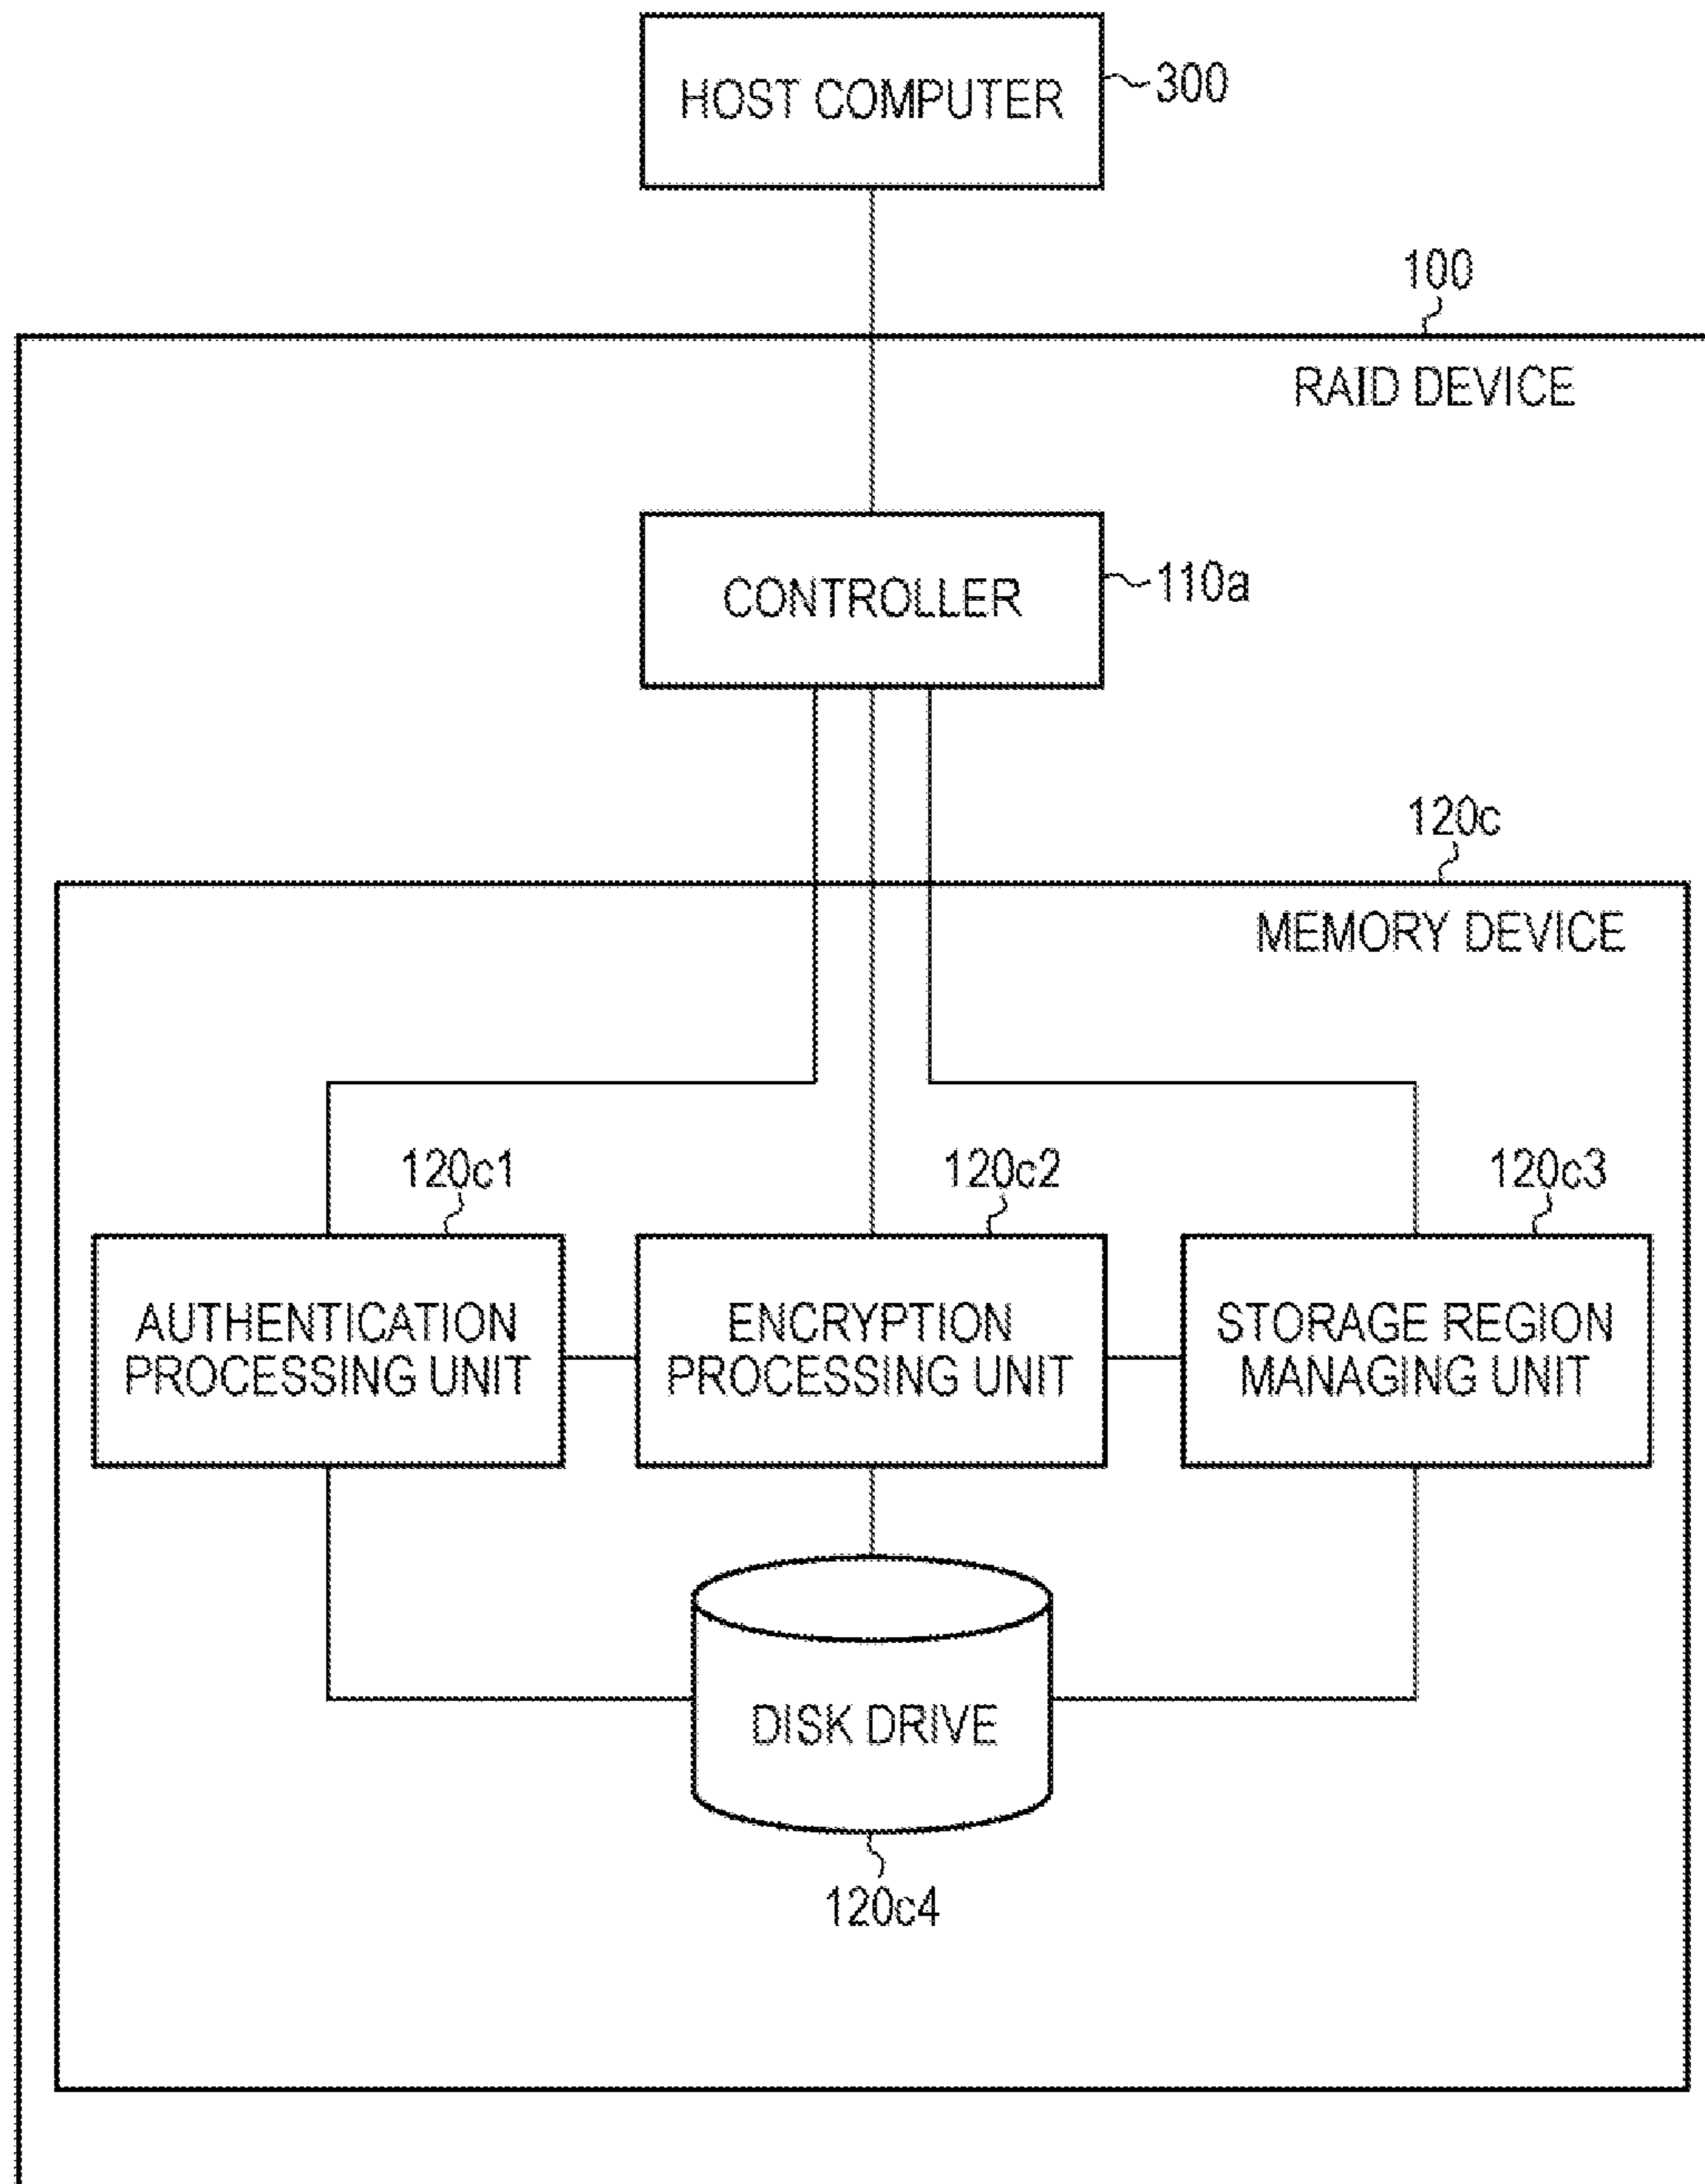 HOST COMPUTER
300
100
RAID DEVICE
CONTROLLER
110a
120c
MEMORY DEVICE
120c1
120c2
120c3
AUTHENTICATION
PROCESSING UNIT
ENCRYPTION
PROCESSING UNIT
STORAGE REGION
MANAGING UNIT
DISK DRIVE
120c4